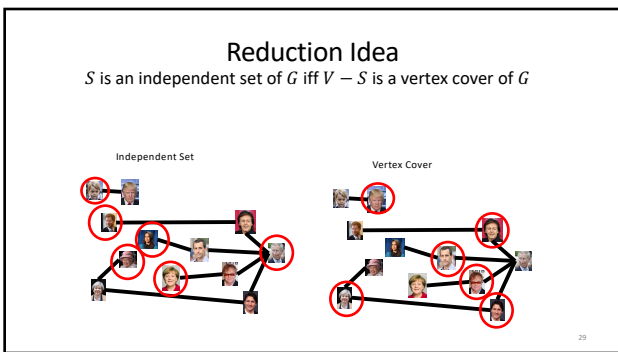 Reduction Idea
𝑆 is an independent set of 𝐺 iff 𝑉 − 𝑆 is a vertex cover of 𝐺
Independent Set
Vertex Cover
29